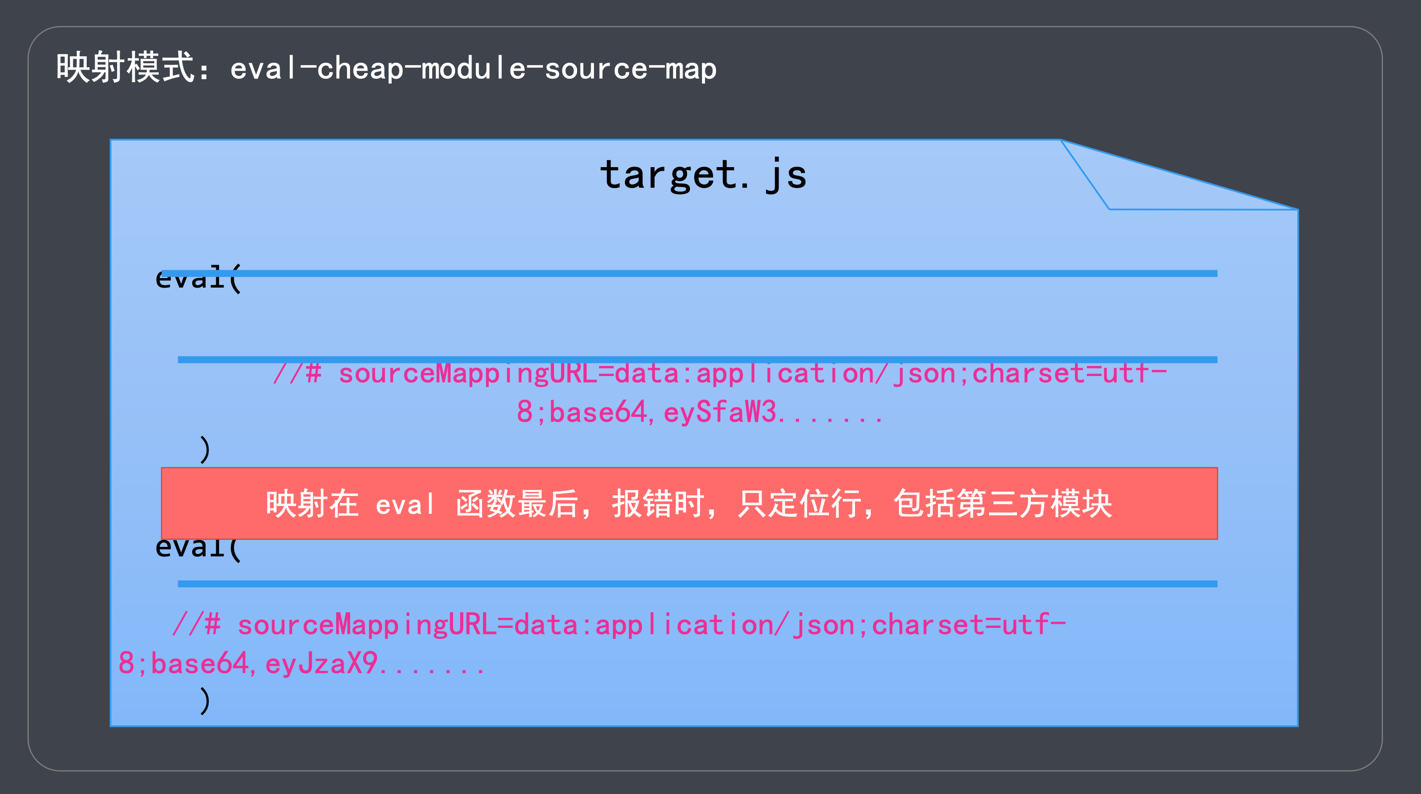 映射模式：eval-cheap-module-source-map
target.js
eval(
//# sourceMappingURL=data:application/json;charset=utf-
8;base64,eySfaW3.......
)
映射在 eval 函数最后，报错时，只定位行，包括第三方模块
eval(
//# sourceMappingURL=data:application/json;charset=utf-
8;base64,eyJzaX9.......
)